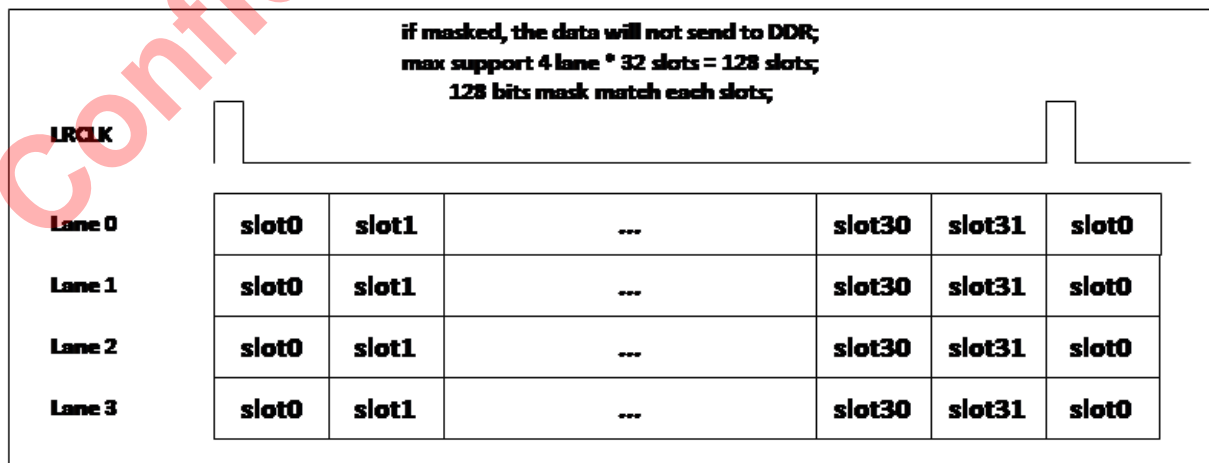 if masked, the data will not send to DDR;
max support 4 lane * 32 slots = 128 slots;
128 bits mask match each slots;
LRCLK
Lane 0 slot0 slot1 ... slot30 slot31 slot0
Lane 1 slot0 slot1 ... slot30 slot31 slot0
Lane 2 slot0 slot1 ... slot30 slot31 slot0
Lane 3 slot0 slot1 ... slot30 slot31 slot0
Confi